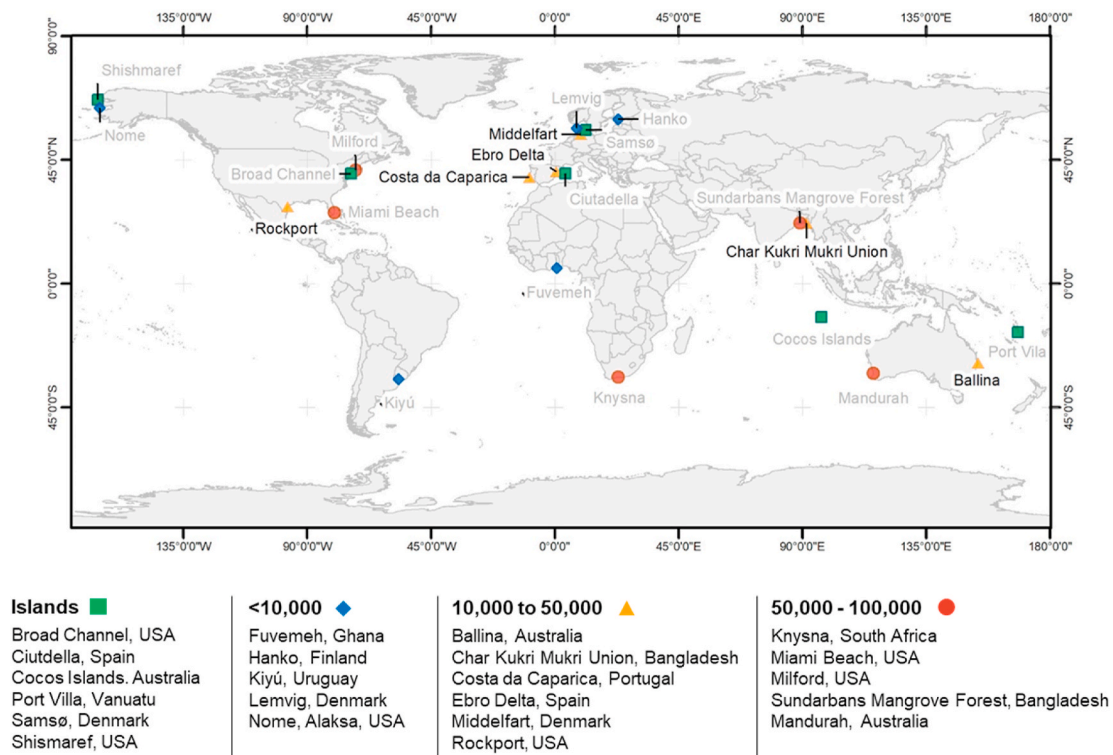 135°0'0"W 90°0'0"W 45°0'0"W 0°0'0" 45°0'0"E 90°0'0"E 135°0'0"E 180°0'0"E
90°0'0"N
Shishmaref
Nome
Lemvig
Hanko
Middelfart
Samsø
Milford
Ebro Delta
45°0'0"N
45°0'0"N
Broad Channel
Costa da Caparica
Ciutadella
Sundarbans Mangrove Forest
Miami Beach
Rockport
Char Kukri Mukri Union
0°0'0"
0°0'0"
Fuvemeh
Cocos Islands
Port Vila
Ballina
Kiyú
Knysna
Mandurah
45°0'0"S
45°0'0"S
135°0'0"W 90°0'0"W 45°0'0"W 0°0'0" 45°0'0"E 90°0'0"E 135°0'0"E 180°0'0"E
Islands
Broad Channel, USA
Ciutdella, Spain
Cocos Islands. Australia
Port Villa, Vanuatu
Samsø, Denmark
Shismaref, USA
<10,000
Fuvemeh, Ghana
Hanko, Finland
Kiyú, Uruguay
Lemvig, Denmark
Nome, Alaksa, USA
10,000 to 50,000
Ballina, Australia
Char Kukri Mukri Union, Bangladesh
Costa da Caparica, Portugal
Ebro Delta, Spain
Middelfart, Denmark
Rockport, USA
50,000 - 100,000
Knysna, South Africa
Miami Beach, USA
Milford, USA
Sundarbans Mangrove Forest, Bangladesh
Mandurah, Australia